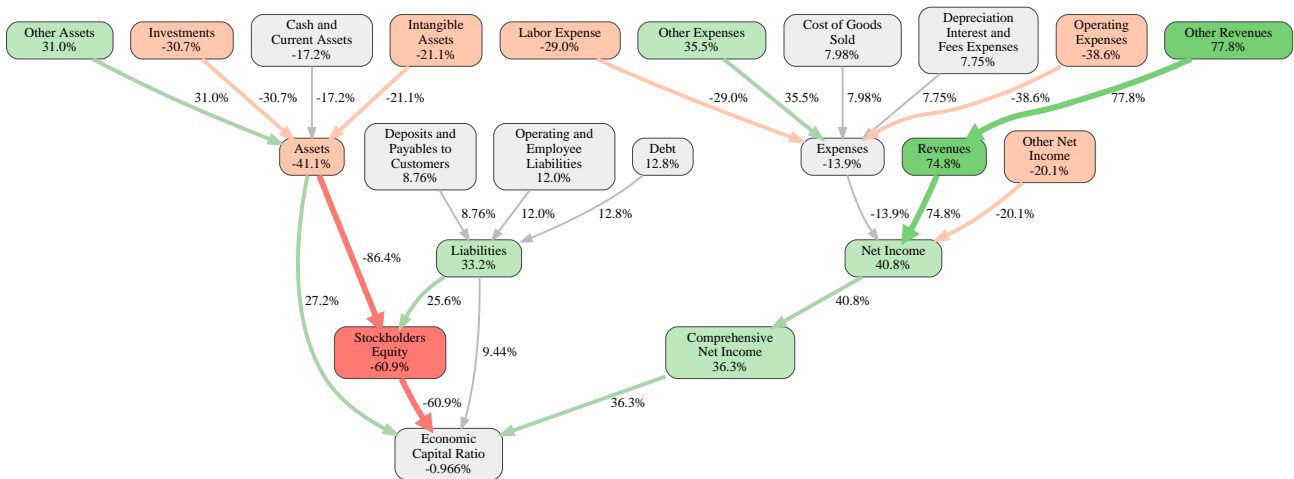 Other Assets
31.0%
Investments
-30.7%
Cash and
Current Assets
-17.2%
Intangible
Assets
-21.1%
Labor Expense
-29.0%
Other Expenses
35.5%
Cost of Goods
Sold
7.98%
Depreciation
Interest and
Fees Expenses
7.75%
Operating
Expenses
-38.6%
Other Revenues
77.8%
31.0%
-30.7%
-17.2%
-21.1%
-29.0%
35.5%
7.98%
7.75%
-38.6%
77.8%
Assets
-41.1%
Deposits and
Payables to
Customers
8.76%
Operating and
Employee
Liabilities
12.0%
Debt
12.8%
Expenses
-13.9%
Revenues
74.8%
Other Net
Income
-20.1%
8.76%
12.0%
12.8%
-13.9%
74.8%
-20.1%
-86.4%
Liabilities
33.2%
Net Income
40.8%
27.2%
25.6%
40.8%
Stockholders
Equity
-60.9%
9.44%
Comprehensive
Net Income
36.3%
-60.9%
36.3%
Economic
Capital Ratio
-0.966%